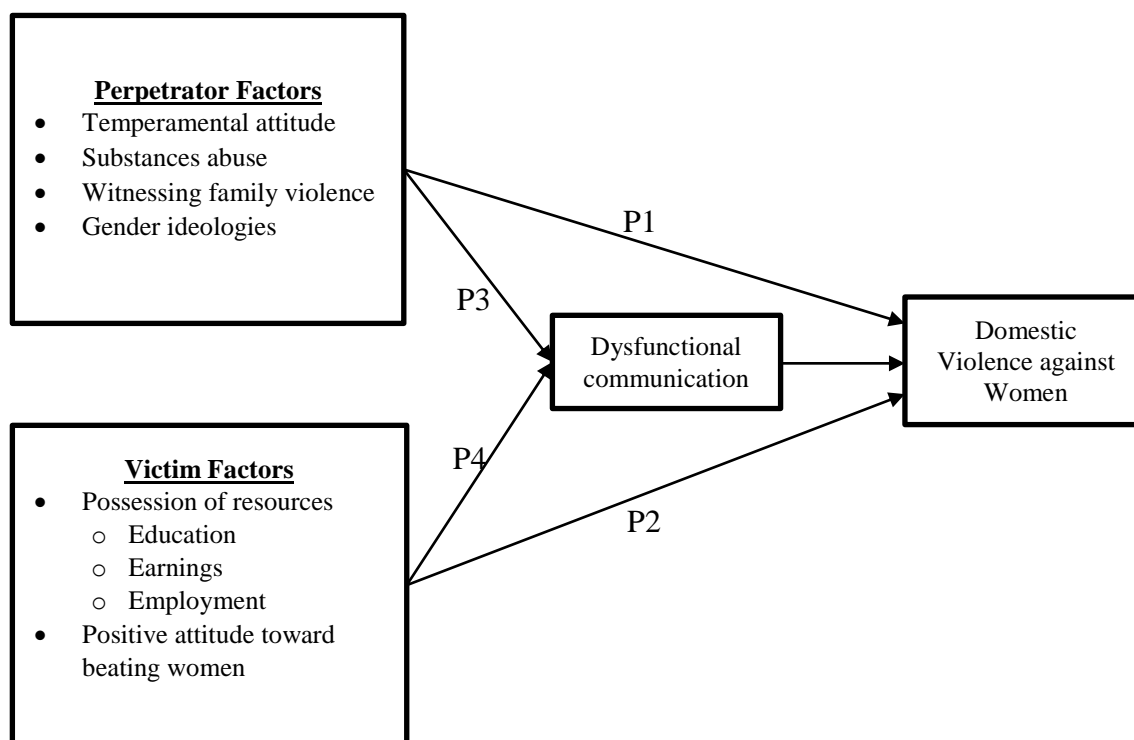 Perpetrator Factors
• Temperamental attitude
• Substances abuse
• Witnessing family violence
• Gender ideologies
P1
P3
Dysfunctional
communication
Domestic
Violence against
Women
Victim Factors
• Possession of resources
o Education
o Earnings
o Employment
• Positive attitude toward
beating women
P4
P2